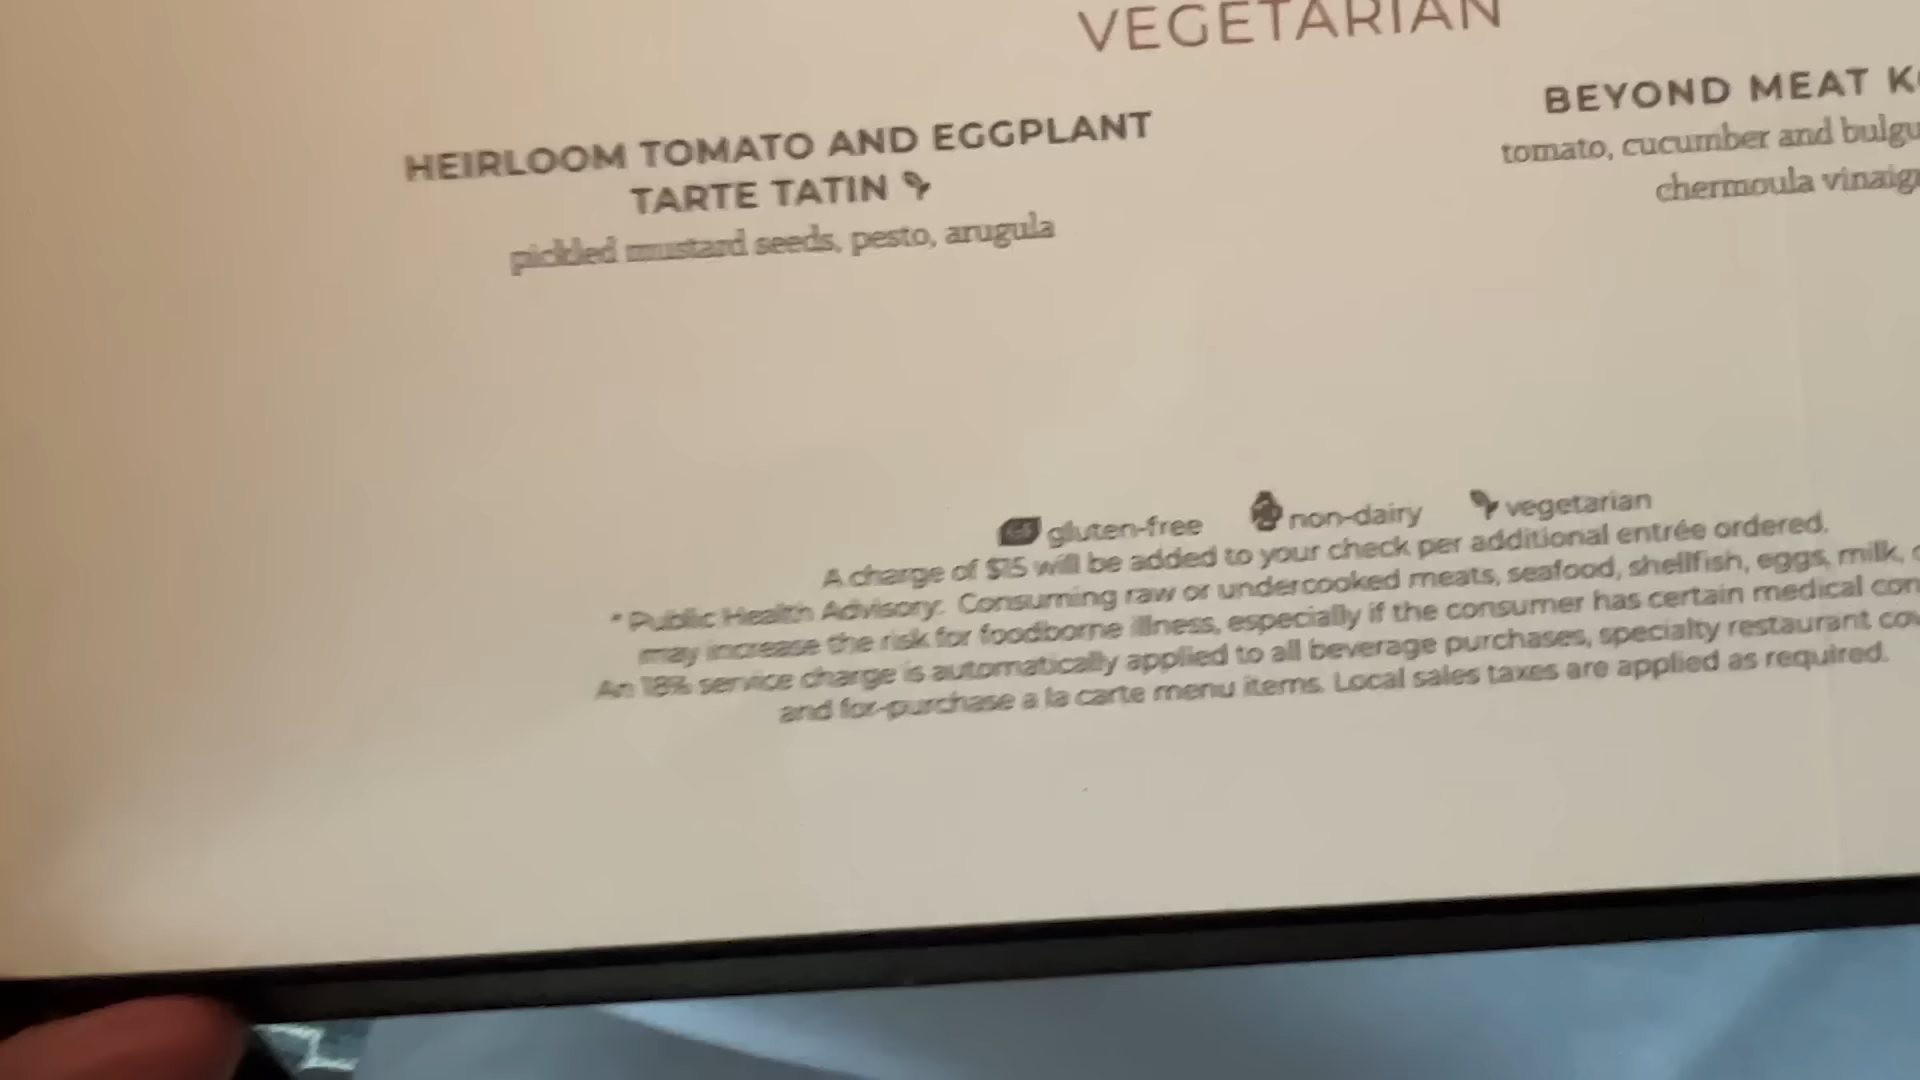 VEGETARIAN
HEIRLOOM TOMATO AND EGGPLANT
TARTE TATIN
pickled mustard seeds, pesto, arugula
BEYOND MEAT
tomato, cucumber and
chermoula
gluten-free non-dairy vegetarian
A charge of $15 will be added to your check per additional entrée ordered.
* Public Health Advisory: Consuming raw or undercooked meats, seafood, shellfish, eggs, milk,
may increase the risk for foodborne illness, especially if the consumer has certain medical
An 18% service charge is automatically applied to all beverage purchases, specialty restaurant
and for-purchase a la carte menu items. Local sales taxes are applied as required.